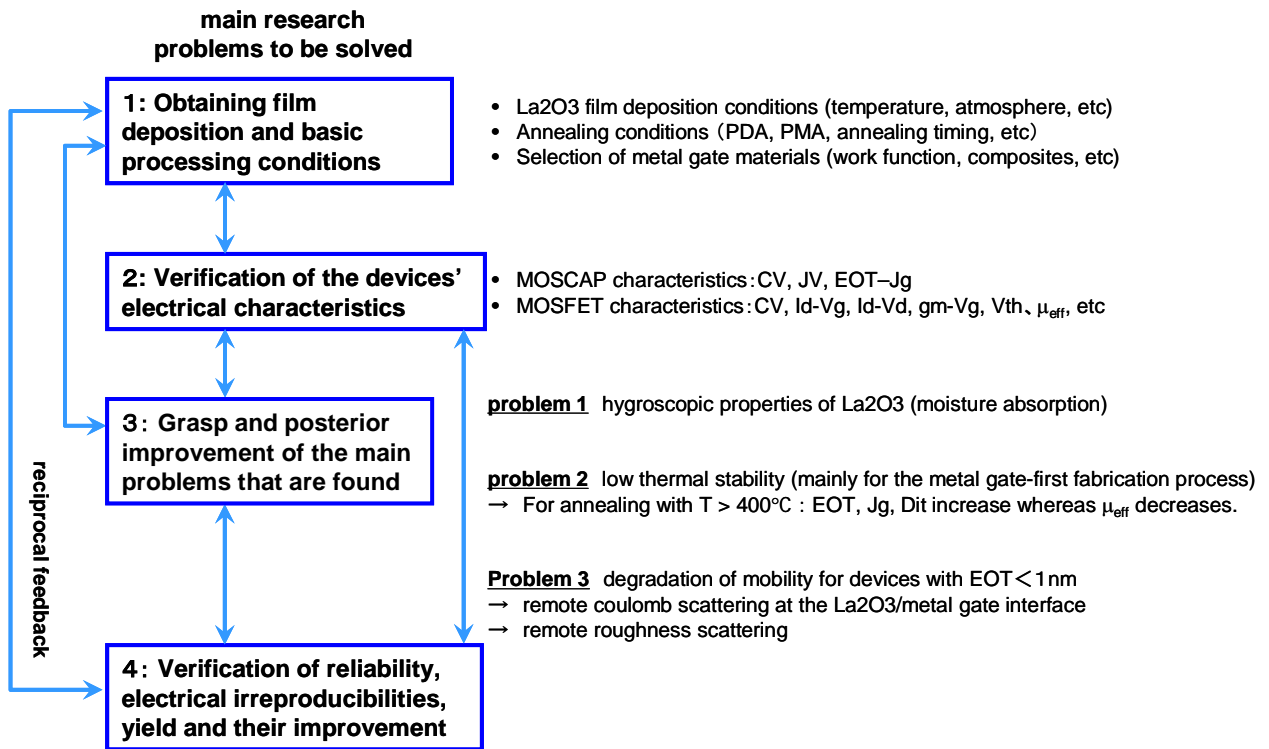 main research
problems to be solved
1: Obtaining film
deposition and basic
processing conditions
• La2O3 film deposition conditions (temperature, atmosphere, etc)
• Annealing conditions (PDA, PMA, annealing timing, etc)
• Selection of metal gate materials (work function, composites, etc)
2: Verification of the devices’
electrical characteristics
• MOSCAP characteristics:CV, JV, EOT–Jg
• MOSFET characteristics:CV, Id-Vg, Id-Vd, gm-Vg, Vth、μeff, etc
3: Grasp and posterior
improvement of the main
problems that are found
problem 1 hygroscopic properties of La2O3 (moisture absorption)
problem 2 low thermal stability (mainly for the metal gate-first fabrication process)
→ For annealing with T > 400℃ : EOT, Jg, Dit increase whereas μeff decreases.
Problem 3 degradation of mobility for devices with EOT<1nm
→ remote coulomb scattering at the La2O3/metal gate interface
→ remote roughness scattering
reciprocal feedback
4: Verification of reliability,
electrical irreproducibilities,
yield and their improvement